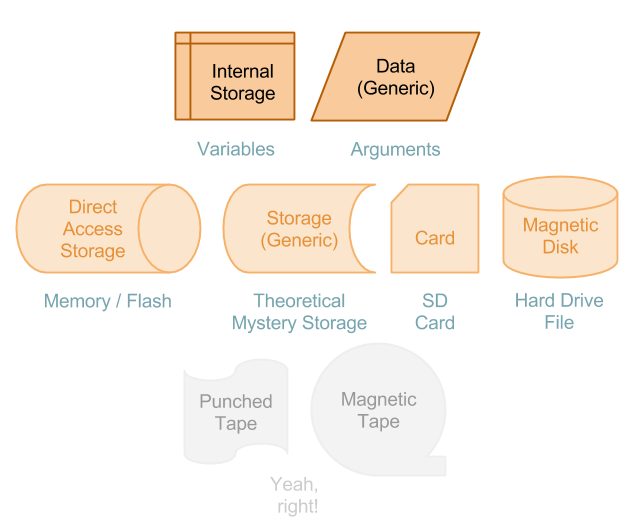 Internal
Storage
Data
(Generic)
Variables
Arguments
Direct
Access
Storage
Storage
(Generic)
Card
Magnetic
Disk
Memory / Flash
Theoretical
Mystery Storage
SD
Card
Hard Drive
File
Punched
Tape
Magnetic
Tape
Yeah,
right!